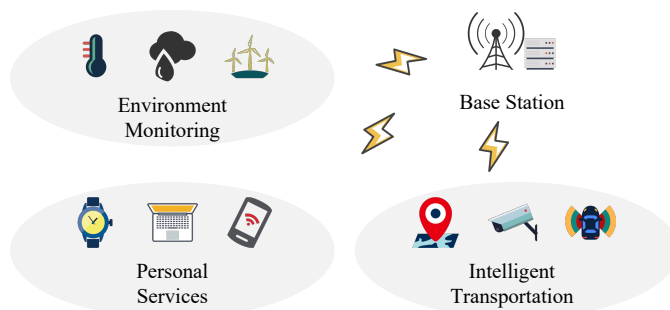 Environment
Monitoring
Base Station
Personal
Services
Intelligent
Transportation